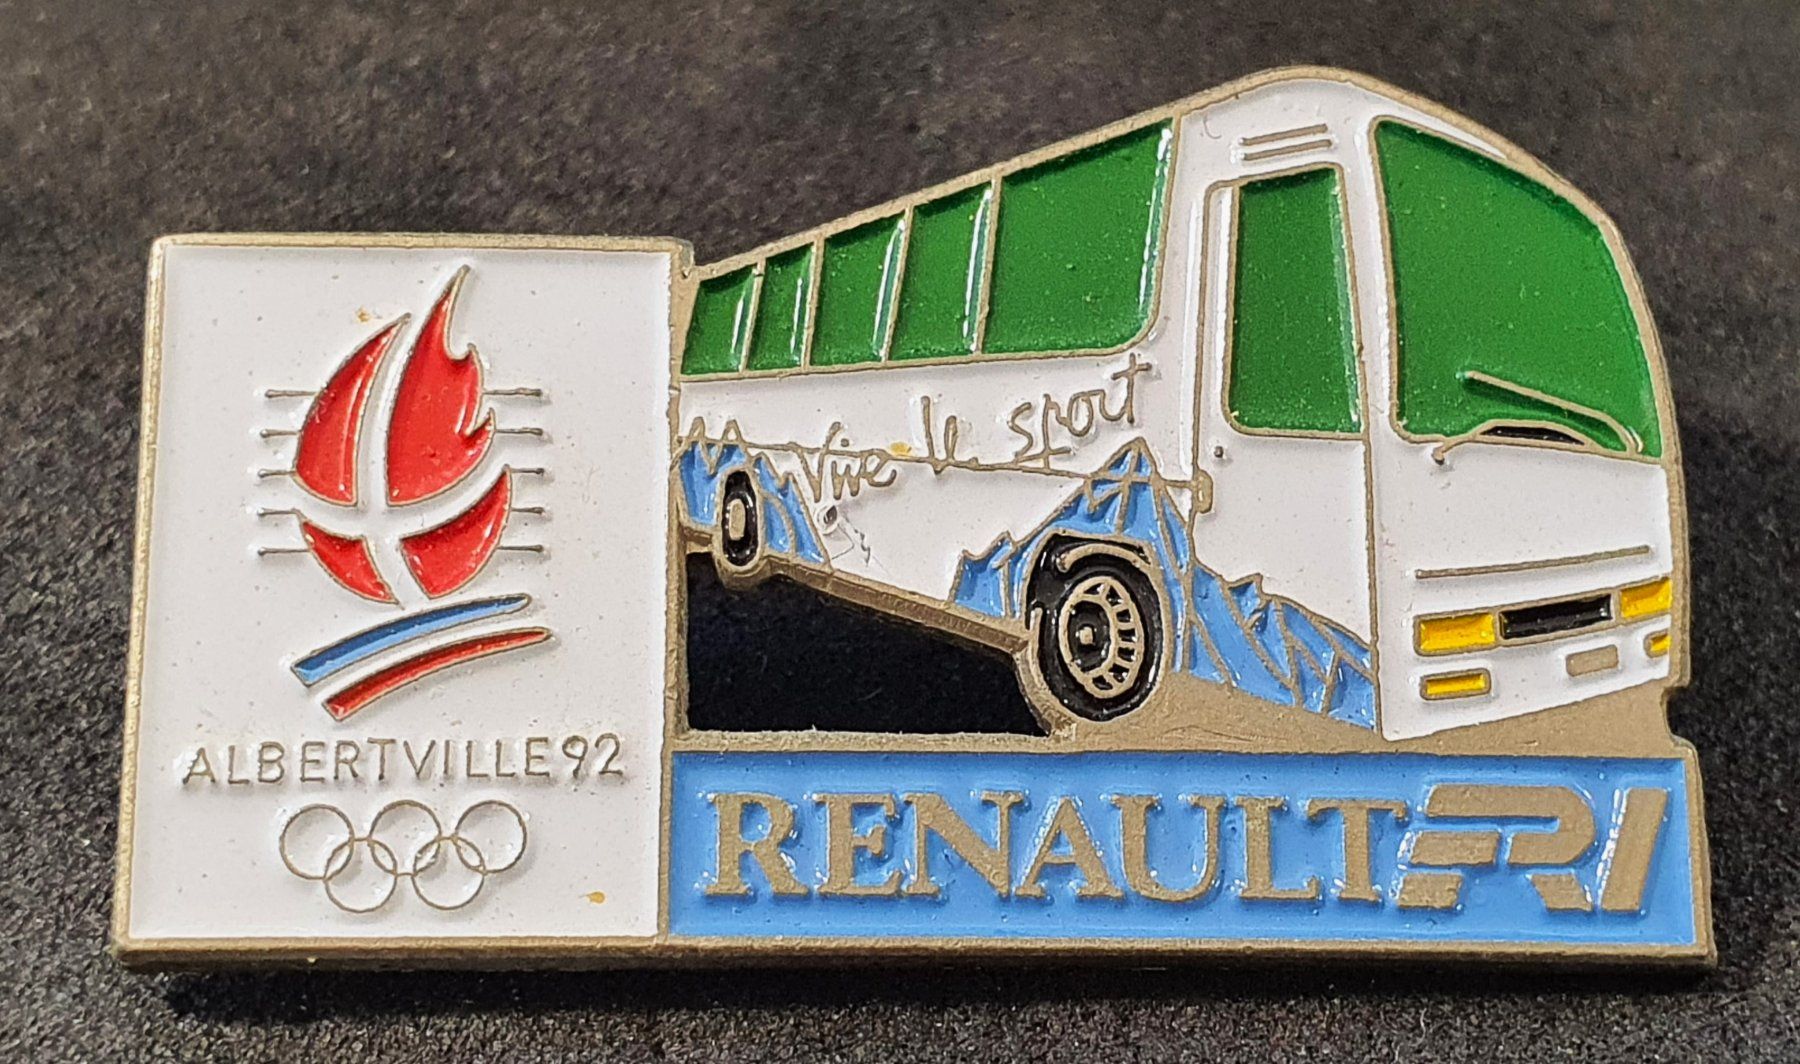 Vive le sport
ALBERTVILLE 92
RENAULT RVI